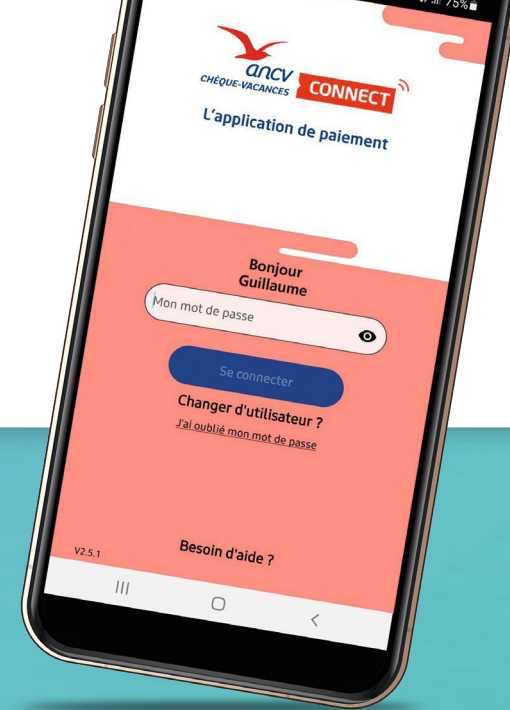 75%
ancv
CHÈQUE-VACANCES CONNECT
L'application de paiement
Bonjour
Guillaume
Mon mot de passe
Se connecter
Changer d'utilisateur ?
J'ai oublié mon mot de passe
Besoin d'aide ?
V2.5.1